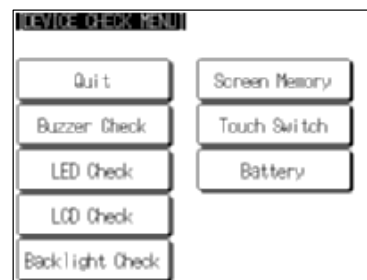 [DEVICE CHECK MENU]
Quit
Screen Memory
Buzzer Check
Touch Switch
LED Check
Battery
LCD Check
Backlight Check